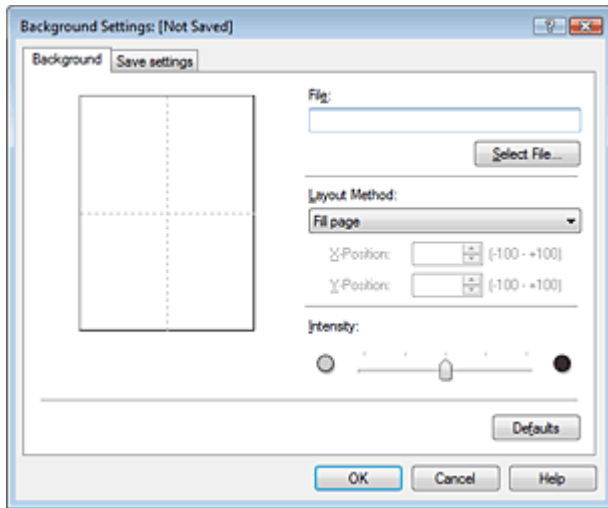 Background Settings: [Not Saved]
Background
Save settings
File:
Select File...
Layout Method:
Fill page
X-Position:
(-100 - +100)
Y-Position:
(-100 - +100)
Intensity:
Defaults
OK
Cancel
Help